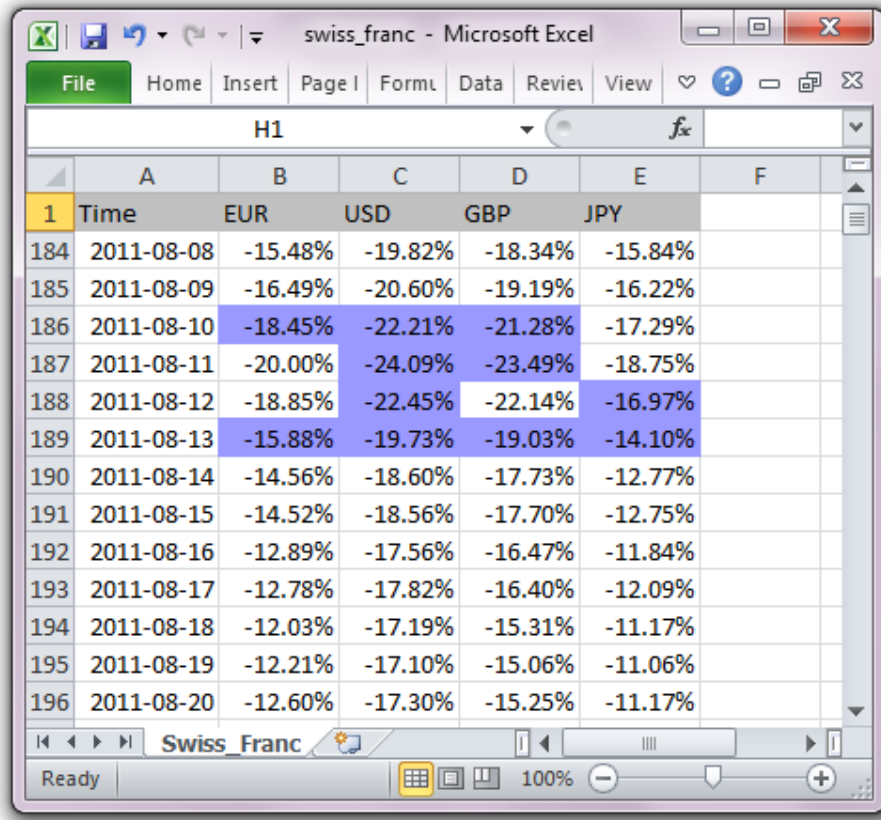 swiss_franc - Microsoft Excel
File Home Insert Page l Formu Data Review View
H1 fx
A B C D E F
1 Time EUR USD GBP JPY
184 2011-08-08 -15.48% -19.82% -18.34% -15.84%
185 2011-08-09 -16.49% -20.60% -19.19% -16.22%
186 2011-08-10 -18.45% -22.21% -21.28% -17.29%
187 2011-08-11 -20.00% -24.09% -23.49% -18.75%
188 2011-08-12 -18.85% -22.45% -22.14% -16.97%
189 2011-08-13 -15.88% -19.73% -19.03% -14.10%
190 2011-08-14 -14.56% -18.60% -17.73% -12.77%
191 2011-08-15 -14.52% -18.56% -17.70% -12.75%
192 2011-08-16 -12.89% -17.56% -16.47% -11.84%
193 2011-08-17 -12.78% -17.82% -16.40% -12.09%
194 2011-08-18 -12.03% -17.19% -15.31% -11.17%
195 2011-08-19 -12.21% -17.10% -15.06% -11.06%
196 2011-08-20 -12.60% -17.30% -15.25% -11.17%
Swiss_Franc
Ready 100%